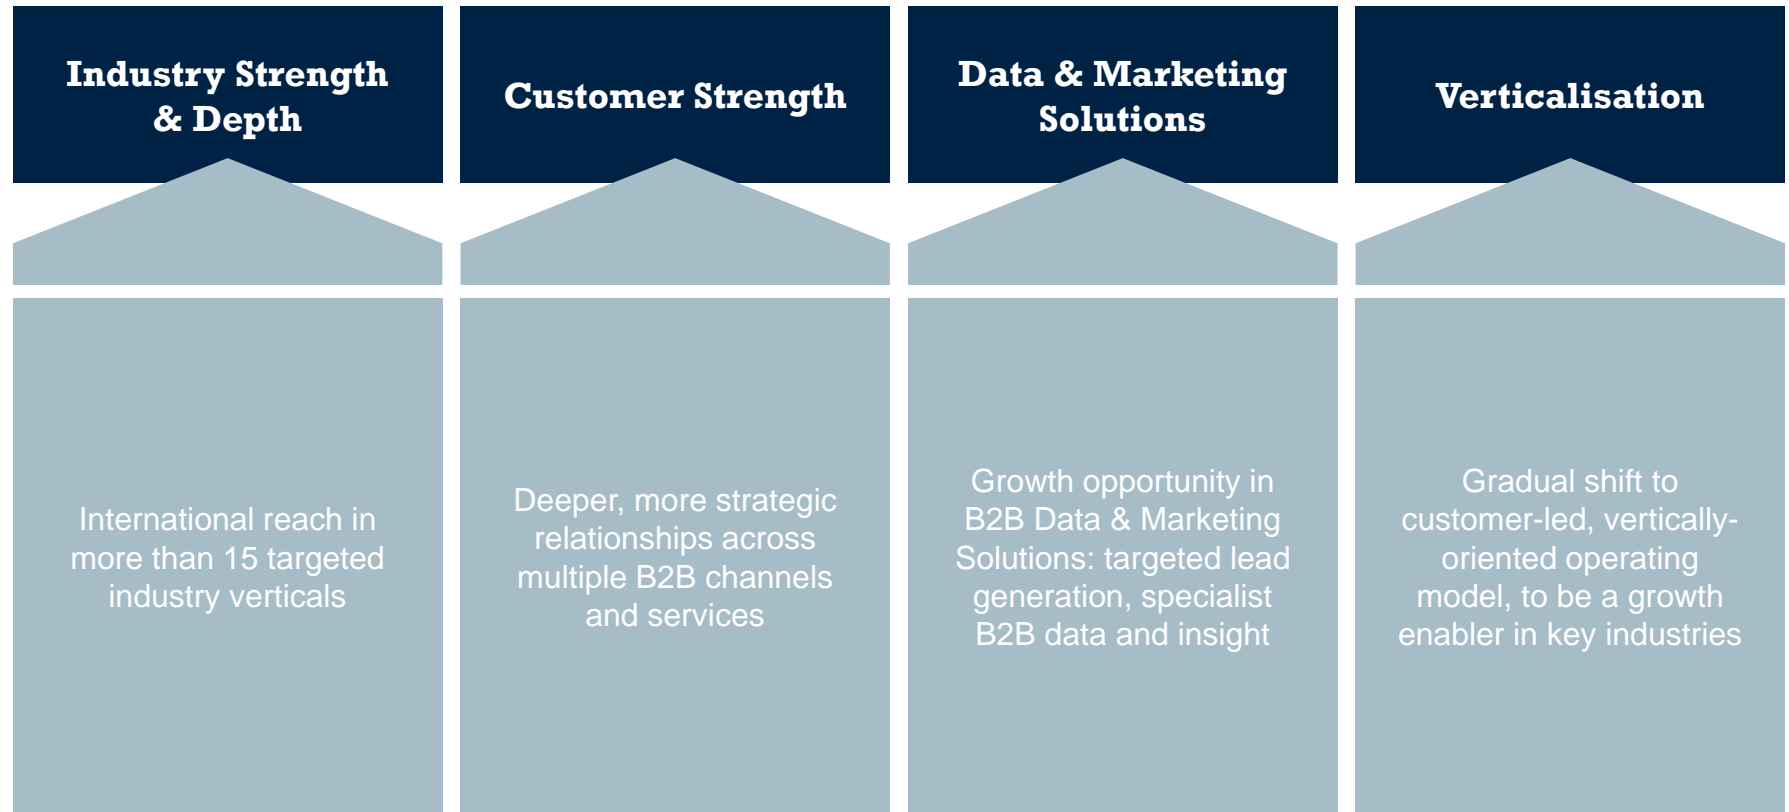 Industry Strength
& Depth
International reach in
more than 15 targeted
industry verticals
Customer Strength
Deeper, more strategic
relationships across
multiple B2B channels
and services
Data & Marketing
Solutions
Growth opportunity in
B2B Data & Marketing
Solutions: targeted lead
generation, specialist
B2B data and insight
Verticalisation
Gradual shift to
customer-led, vertically-
oriented operating
model, to be a growth
enabler in key industries